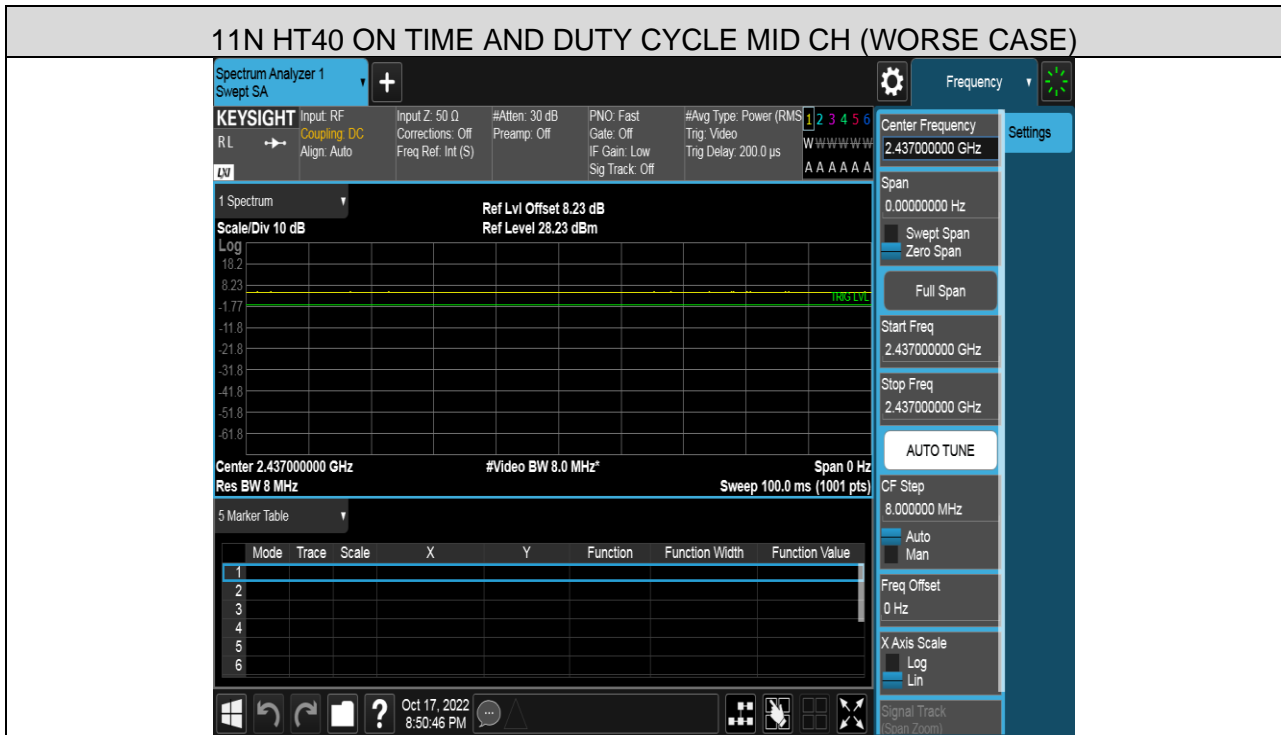 11N HT40 ON TIME AND DUTY CYCLE MID CH (WORSE CASE)
Spectrum Analyzer 1
Swept SA
+
Frequency
KEYSIGHT
RL
LXI
Input: RF
Coupling: DC
Align: Auto
Input Z: 50 Ω
Corrections: Off
Freq Ref: Int (S)
#Atten: 30 dB
Preamp: Off
PNO: Fast
Gate: Off
IF Gain: Low
Sig Track: Off
#Avg Type: Power (RMS
Trig: Video
Trig Delay: 200.0 µs
1 2 3 4 5 6
W W W W W W
A A A A A A
1 Spectrum
Scale/Div 10 dB
Ref Lvl Offset 8.23 dB
Ref Level 28.23 dBm
Log
18.2
8.23
-1.77
-11.8
-21.8
-31.8
-41.8
-51.8
-61.8
TRIG LVL
Center 2.437000000 GHz
#Video BW 8.0 MHz*
Span 0 Hz
Res BW 8 MHz
Sweep 100.0 ms (1001 pts)
5 Marker Table
Mode Trace Scale X Y Function Function Width Function Value
1
2
3
4
5
6
Center Frequency
2.437000000 GHz
Settings
Span
0.00000000 Hz
Swept Span
Zero Span
Full Span
Start Freq
2.437000000 GHz
Stop Freq
2.437000000 GHz
AUTO TUNE
CF Step
8.000000 MHz
Auto
Man
Freq Offset
0 Hz
X Axis Scale
Log
Lin
Signal Track
(Span Zoom)
?
Oct 17, 2022
8:50:46 PM